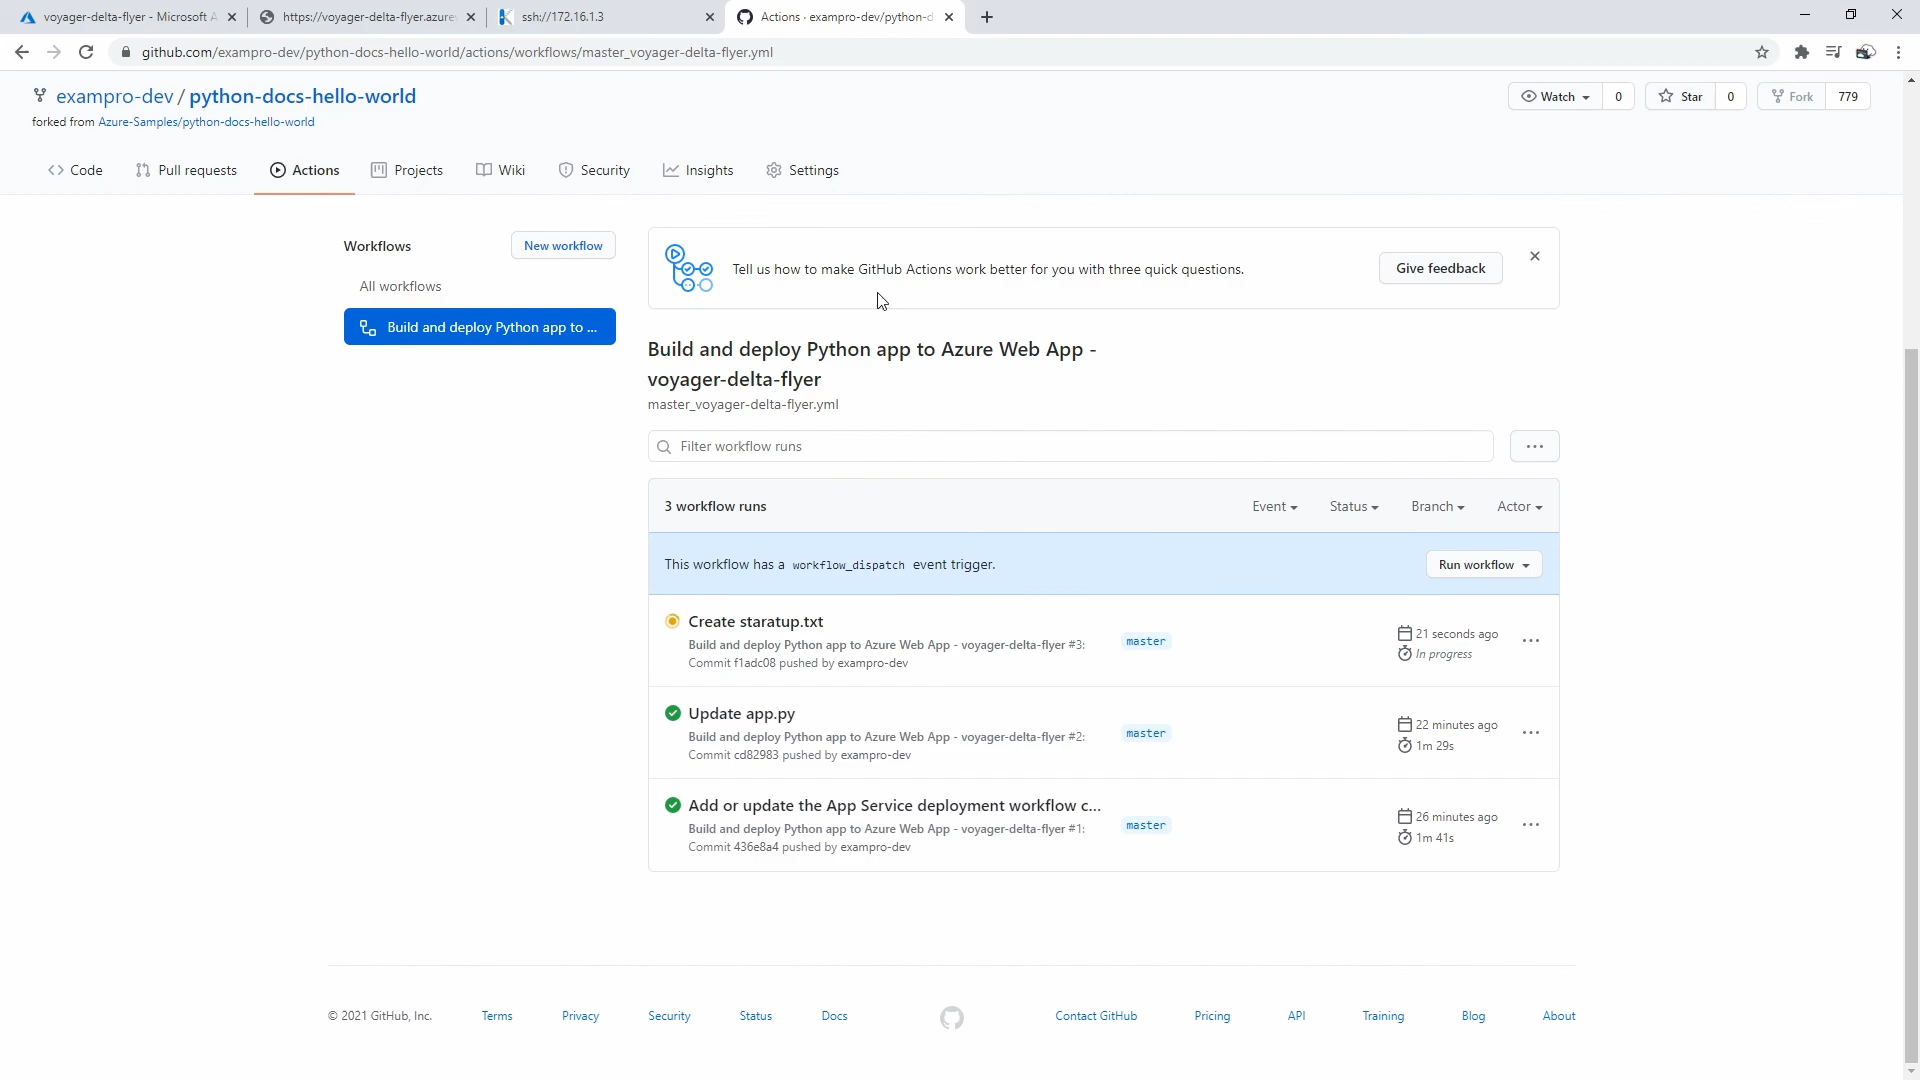 voyager-delta-flyer - Microsoft A
https://voyager-delta-flyer.azure
ssh://172.16.1.3
Actions · exampro-dev/python-d
github.com/exampro-dev/python-docs-hello-world/actions/workflows/master_voyager-delta-flyer.yml
exampro-dev / python-docs-hello-world
Watch 0
Star 0
Fork 779
forked from Azure-Samples/python-docs-hello-world
Code
Pull requests
Actions
Projects
Wiki
Security
Insights
Settings
Workflows
New workflow
All workflows
Build and deploy Python app to ...
Tell us how to make GitHub Actions work better for you with three quick questions.
Give feedback
Build and deploy Python app to Azure Web App -
voyager-delta-flyer
master_voyager-delta-flyer.yml
Filter workflow runs
3 workflow runs
Event
Status
Branch
Actor
This workflow has a workflow_dispatch event trigger.
Run workflow
Create staratup.txt
Build and deploy Python app to Azure Web App - voyager-delta-flyer #3:
Commit f1adc08 pushed by exampro-dev
master
21 seconds ago
In progress
Update app.py
Build and deploy Python app to Azure Web App - voyager-delta-flyer #2:
Commit cd82983 pushed by exampro-dev
master
22 minutes ago
1m 29s
Add or update the App Service deployment workflow c...
Build and deploy Python app to Azure Web App - voyager-delta-flyer #1:
Commit 436e8a4 pushed by exampro-dev
master
26 minutes ago
1m 41s
© 2021 GitHub, Inc.
Terms
Privacy
Security
Status
Docs
Contact GitHub
Pricing
API
Training
Blog
About